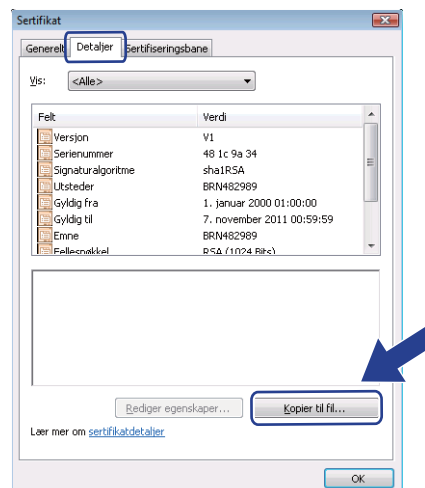 Sertifikat
Generelt Detaljer Sertifiseringsbane
Vis: <Alle>
Felt Verdi
Versjon V1
Serienummer 48 1c 9a 34
Signaturalgoritme sha1RSA
Utsteder BRN482989
Gyldig fra 1. januar 2000 01:00:00
Gyldig til 7. november 2011 00:59:59
Emne BRN482989
Fellesnøkkel RSA (1024 Bits)
Rediger egenskaper... Kopier til fil...
Lær mer om sertifikatdetaljer
OK